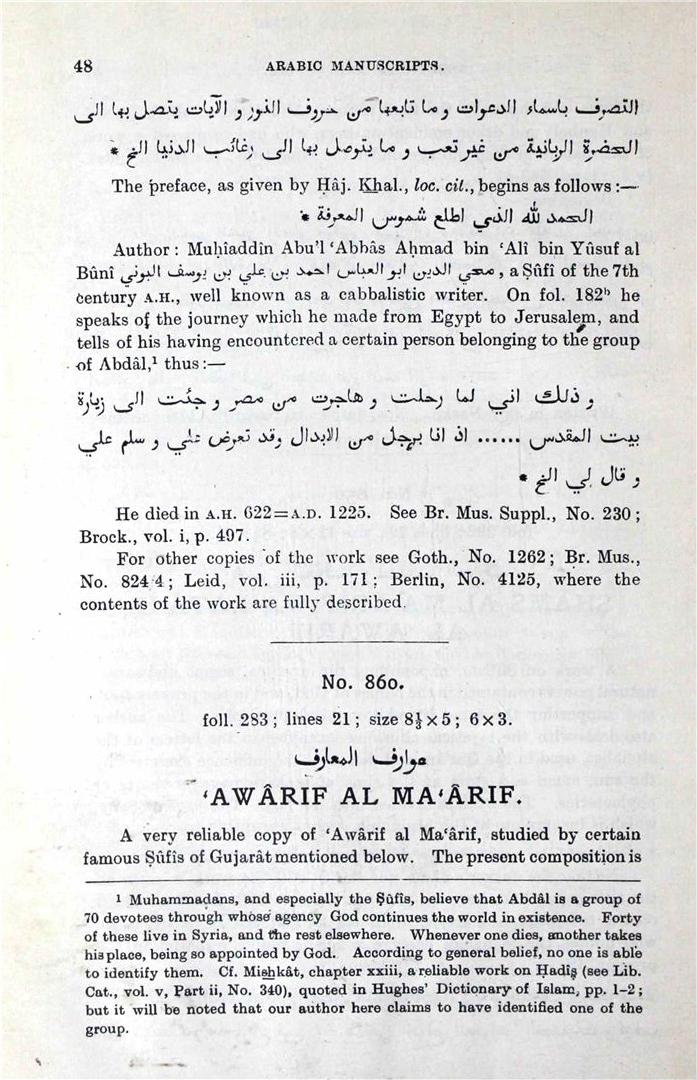 48 ARABIC MANUSCRIPTS.
التصرف باسماء الدعوات و ما تابعها من حروف النور و الآيات يتصل بها الى
الحضرة الربانية من غير تعب و ما يتوصل بها الى رغائب الدنيا الخ *
The preface, as given by Ḥâj. Khal., loc. cit., begins as follows :—
الحمد لله الذي اطلع شموس المعرفة *
Author : Muḥîaddîn Abu'l ‘Abbâs Aḥmad bin ‘Alî bin Yûsuf al
Bûnî محي الدين ابو العباس احمد بن علي بن يوسف البوني, a Ṣûfî of the 7th
century A.H., well known as a cabbalistic writer. On fol. 182ᵇ he
speaks of the journey which he made from Egypt to Jerusalem, and
tells of his having encountered a certain person belonging to the group
of Abdâl,¹ thus :—
و ذلك اني لما رحلت و هاجرت من مصر و جئت الى زيارة
بيت المقدس ...... اذ انا برجل من الابدال وقد تعرض علي و سلم علي
و قال لي الخ *
He died in A.H. 622=A.D. 1225. See Br. Mus. Suppl., No. 230 ;
Brock., vol. i, p. 497.
For other copies of the work see Goth., No. 1262 ; Br. Mus.,
No. 824 4 ; Leid, vol. iii, p. 171 ; Berlin, No. 4125, where the
contents of the work are fully described.
No. 860.
foll. 283 ; lines 21 ; size 8½ × 5 ; 6 × 3.
عوارف المعارف
‘AWÂRIF AL MA‘ÂRIF.
A very reliable copy of ‘Awârif al Ma‘ârif, studied by certain
famous Ṣûfîs of Gujarât mentioned below. The present composition is
¹ Muhammadans, and especially the Ṣûfîs, believe that Abdâl is a group of
70 devotees through whose agency God continues the world in existence. Forty
of these live in Syria, and the rest elsewhere. Whenever one dies, another takes
his place, being so appointed by God. According to general belief, no one is able
to identify them. Cf. Mishkât, chapter xxiii, a reliable work on Ḥadîṣ (see Lib.
Cat., vol. v, Part ii, No. 340), quoted in Hughes' Dictionary of Islam, pp. 1–2 ;
but it will be noted that our author here claims to have identified one of the
group.